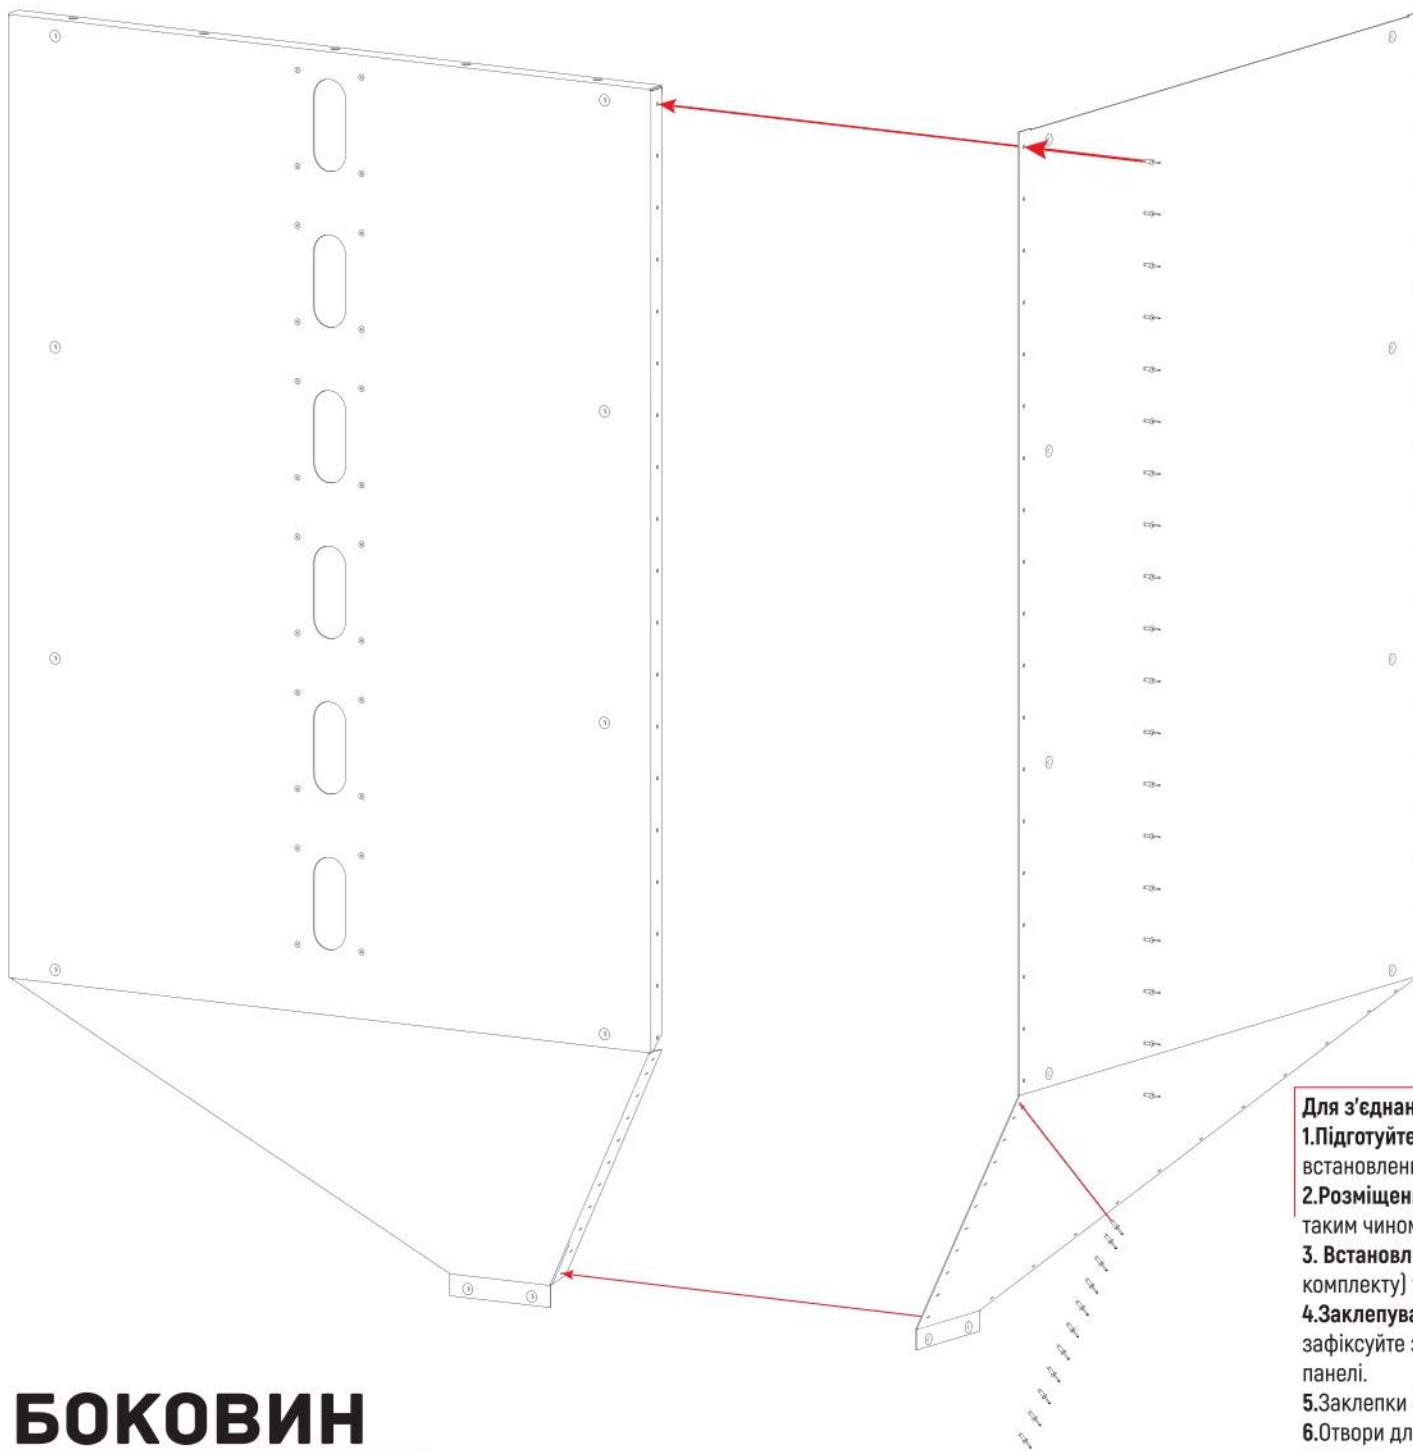 Для з'єднан
1.Підготуйте
встановленн
2.Розміщен
таким чином
3. Встановл
комплекту)
4.Заклепува
зафіксуйте з
панелі.
5.Заклепки
6.Отвори дл
БОКОВИН